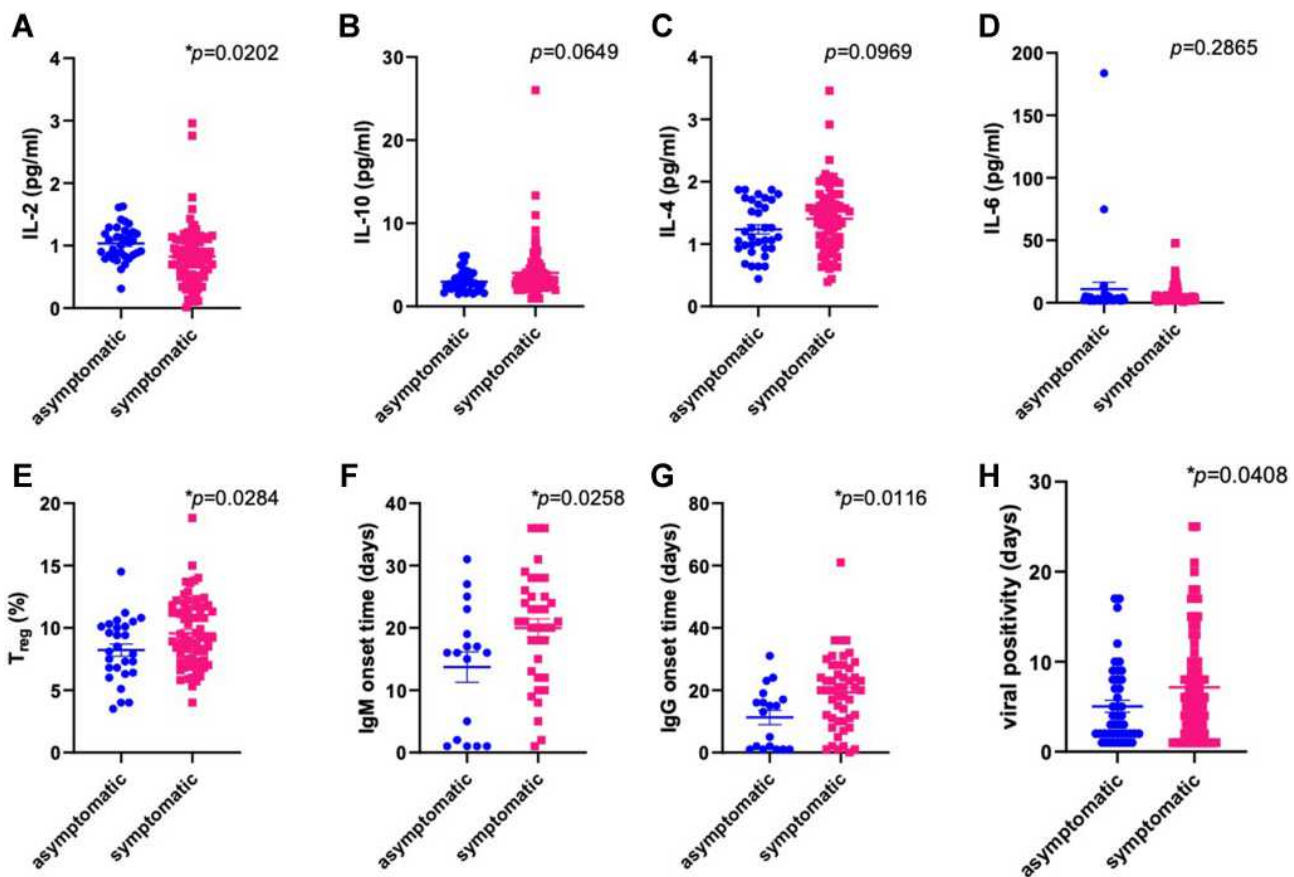 A
*p=0.0202
IL-2 (pg/ml)
4
3
2
1
0
asymptomatic
symptomatic
B
p=0.0649
IL-10 (pg/ml)
30
20
10
0
asymptomatic
symptomatic
C
p=0.0969
IL-4 (pg/ml)
4
3
2
1
0
asymptomatic
symptomatic
D
p=0.2865
IL-6 (pg/ml)
200
150
100
50
0
asymptomatic
symptomatic
E
*p=0.0284
Treg (%)
20
15
10
5
0
asymptomatic
symptomatic
F
*p=0.0258
IgM onset time (days)
40
30
20
10
0
asymptomatic
symptomatic
G
*p=0.0116
IgG onset time (days)
80
60
40
20
0
asymptomatic
symptomatic
H
*p=0.0408
viral positivity (days)
30
20
10
0
asymptomatic
symptomatic